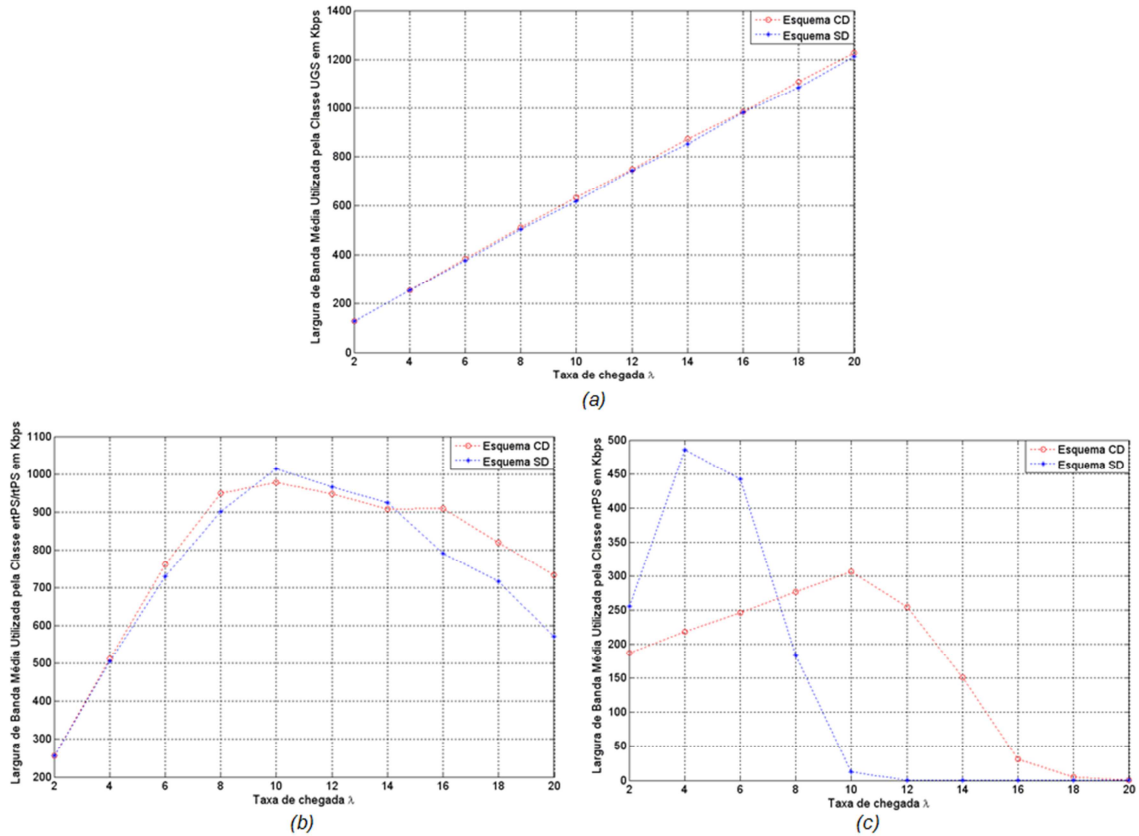 Largura de Banda Média Utilizada pela Classe UGS em Kbps
1400
1200
1000
800
600
400
200
0
2 4 6 8 10 12 14 16 18 20
Taxa de chegada λ
Esquema CD
Esquema SD
(a)
Largura de Banda Média Utilizada pela Classe ertPS/rtPS em Kbps
1100
1000
900
800
700
600
500
400
300
200
2 4 6 8 10 12 14 16 18 20
Taxa de chegada λ
Esquema CD
Esquema SD
(b)
Largura de Banda Média Utilizada pela Classe nrtPS em Kbps
500
450
400
350
300
250
200
150
100
50
0
2 4 6 8 10 12 14 16 18 20
Taxa de chegada λ
Esquema CD
Esquema SD
(c)